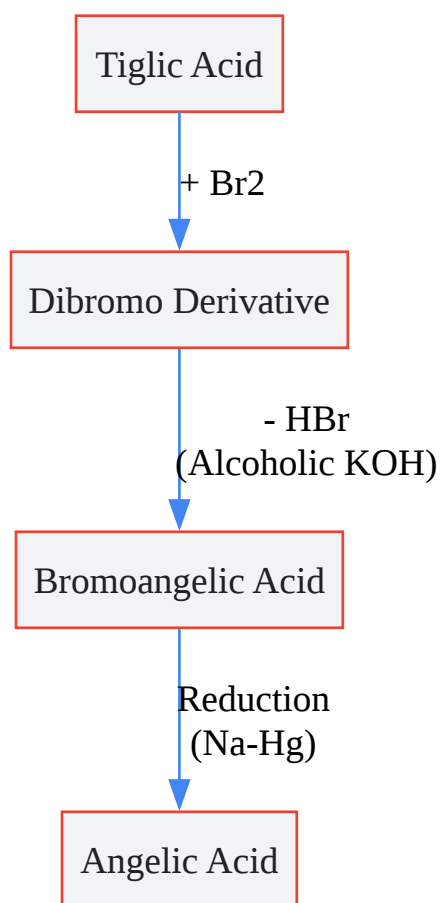 Tiglic Acid
+ Br2
Dibromo Derivative
- HBr
(Alcoholic KOH)
Bromoangelic Acid
Reduction
(Na-Hg)
Angelic Acid